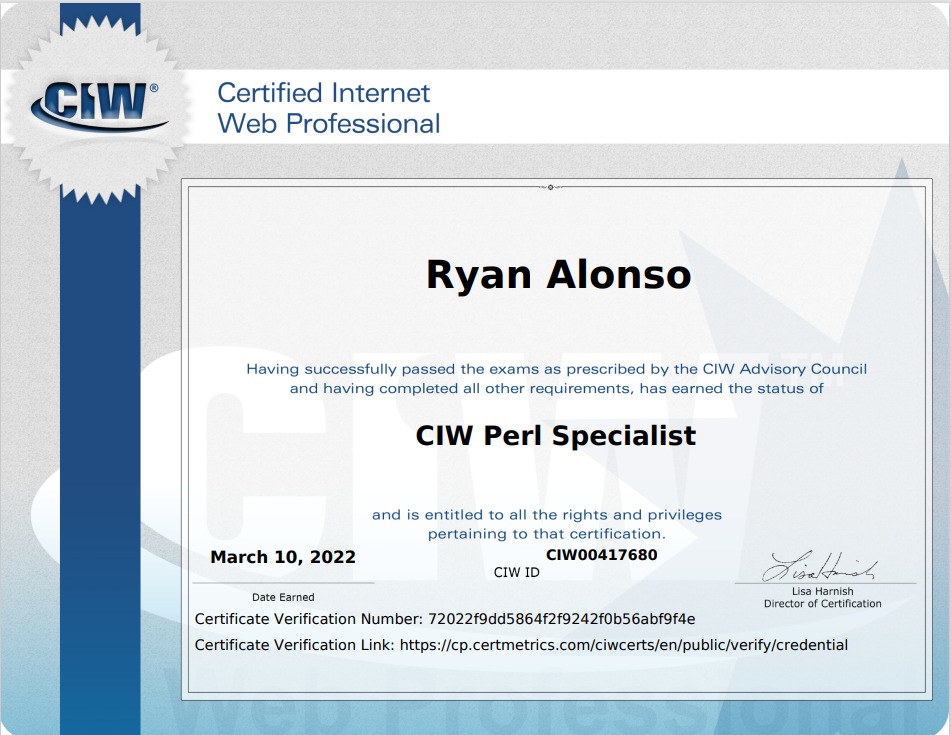 CIW®
Certified Internet
Web Professional
Ryan Alonso
Having successfully passed the exams as prescribed by the CIW Advisory Council
and having completed all other requirements, has earned the status of
CIW Perl Specialist
and is entitled to all the rights and privileges
pertaining to that certification.
March 10, 2022
CIW00417680
CIW ID
Lisa Harnish
Date Earned
Lisa Harnish
Director of Certification
Certificate Verification Number: 72022f9dd5864f2f9242f0b56abf9f4e
Certificate Verification Link: https://cp.certmetrics.com/ciwcerts/en/public/verify/credential
CIW TM
Web Professional